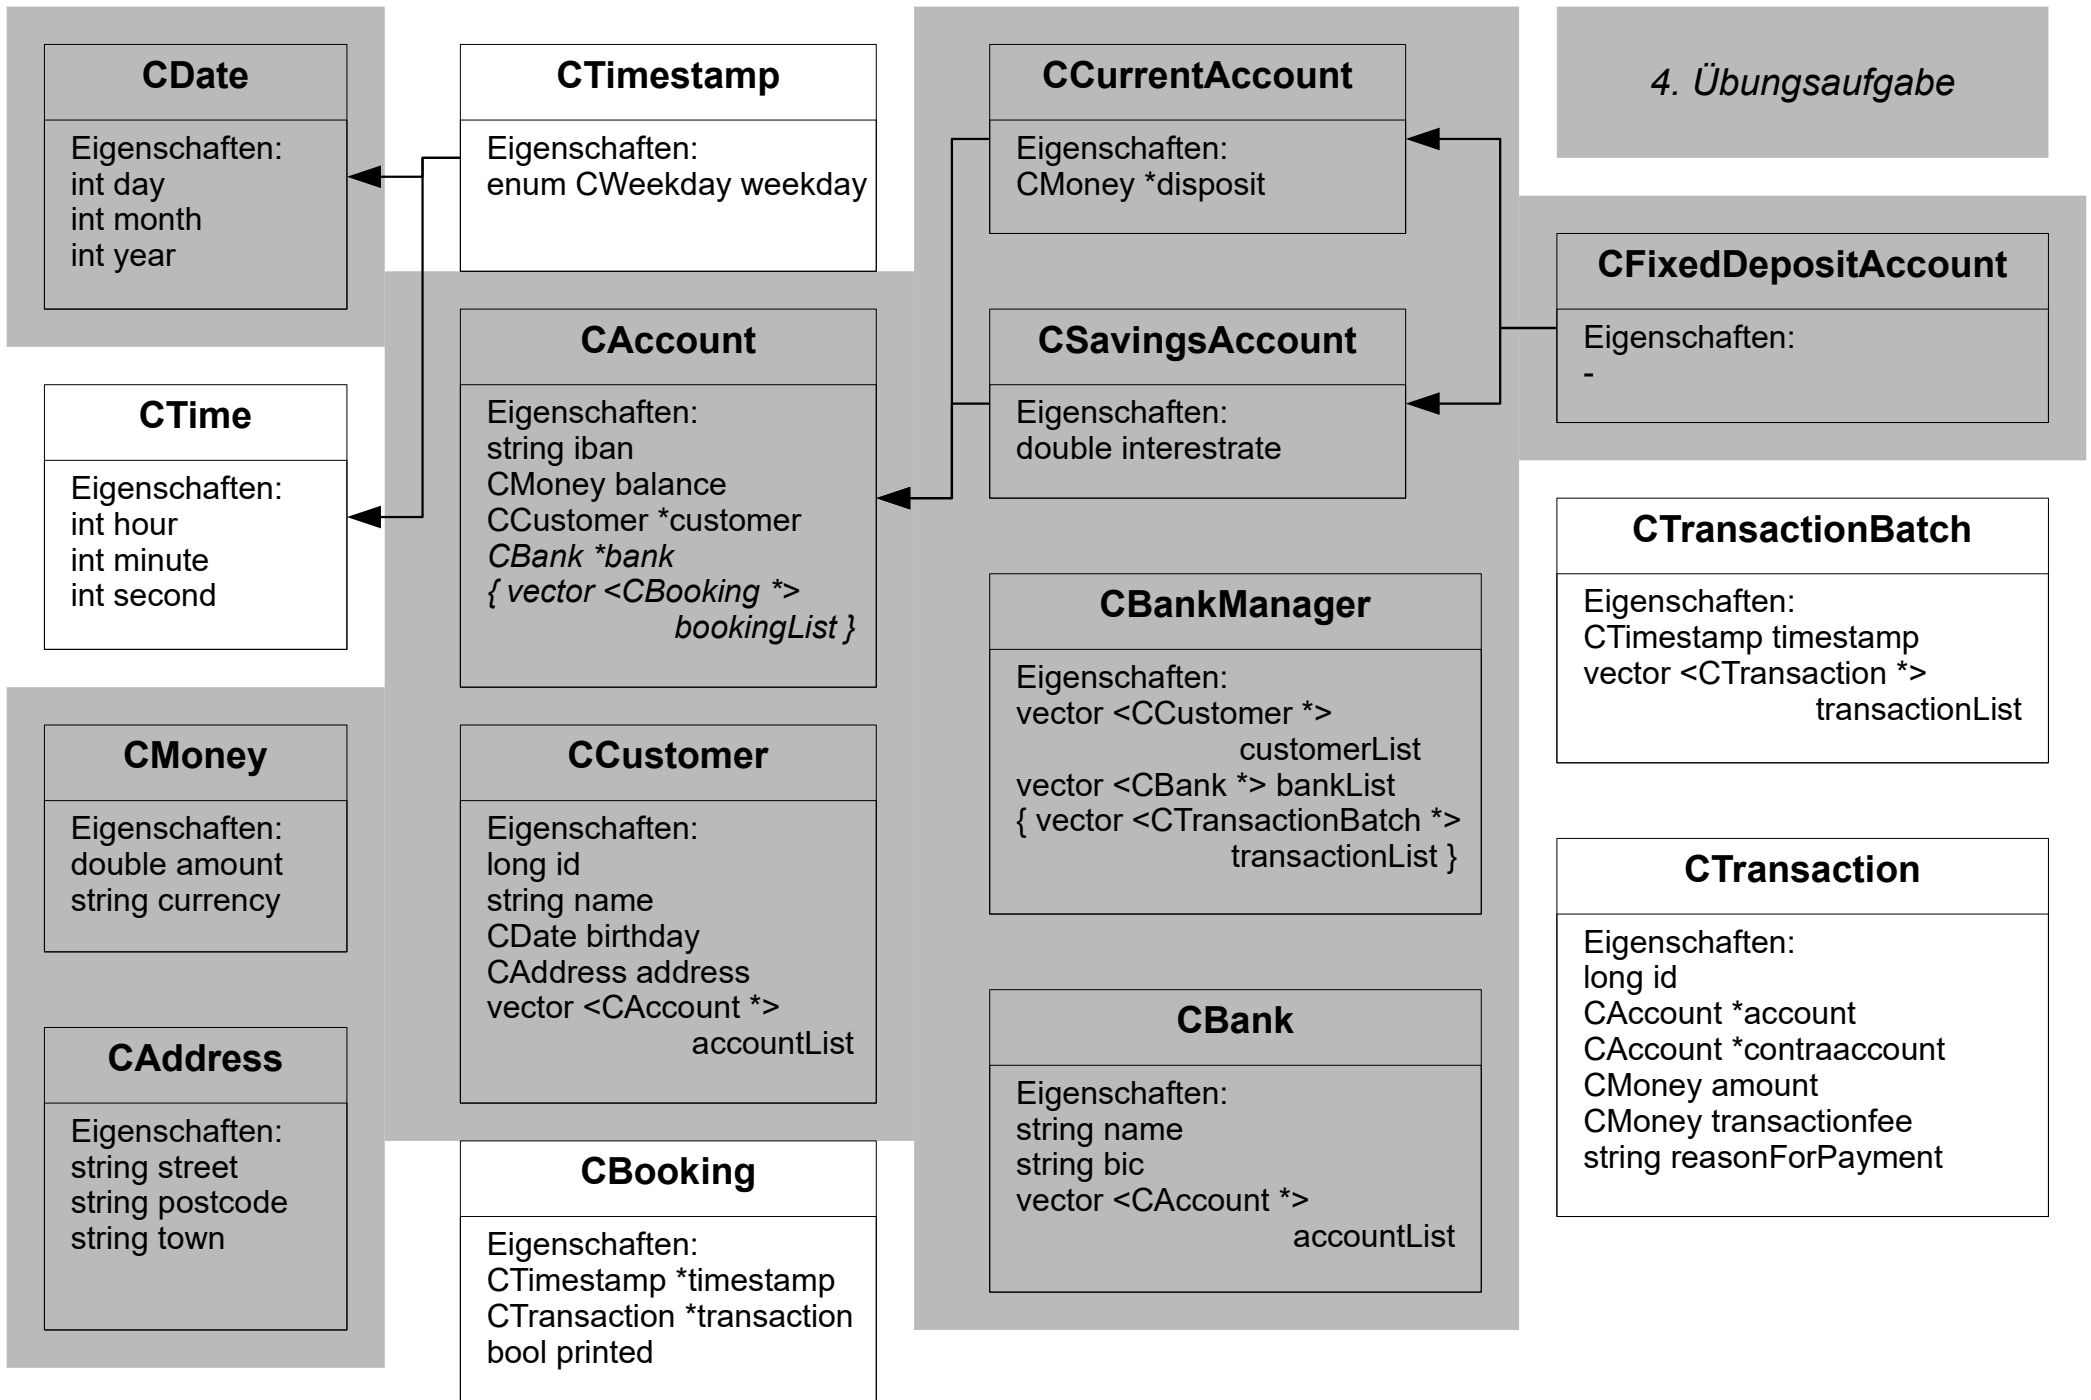 CDate
Eigenschaften:
int day
int month
int year
CTime
Eigenschaften:
int hour
int minute
int second
CMoney
Eigenschaften:
double amount
string currency
CAddress
Eigenschaften:
string street
string postcode
string town
CTimestamp
Eigenschaften:
enum CWeekday weekday
CAccount
Eigenschaften:
string iban
CMoney balance
CCustomer *customer
CBank *bank
{ vector <CBooking *>
bookingList }
CCustomer
Eigenschaften:
long id
string name
CDate birthday
CAddress address
vector <CAccount *>
accountList
CBooking
Eigenschaften:
CTimestamp *timestamp
CTransaction *transaction
bool printed
CCurrentAccount
Eigenschaften:
CMoney *disposit
CSavingsAccount
Eigenschaften:
double interestrate
CBankManager
Eigenschaften:
vector <CCustomer *>
customerList
vector <CBank *> bankList
{ vector <CTransactionBatch *>
transactionList }
CBank
Eigenschaften:
string name
string bic
vector <CAccount *>
accountList
4. Übungsaufgabe
CFixedDepositAccount
Eigenschaften:
-
CTransactionBatch
Eigenschaften:
CTimestamp timestamp
vector <CTransaction *>
transactionList
CTransaction
Eigenschaften:
long id
CAccount *account
CAccount *contraaccount
CMoney amount
CMoney transactionfee
string reasonForPayment